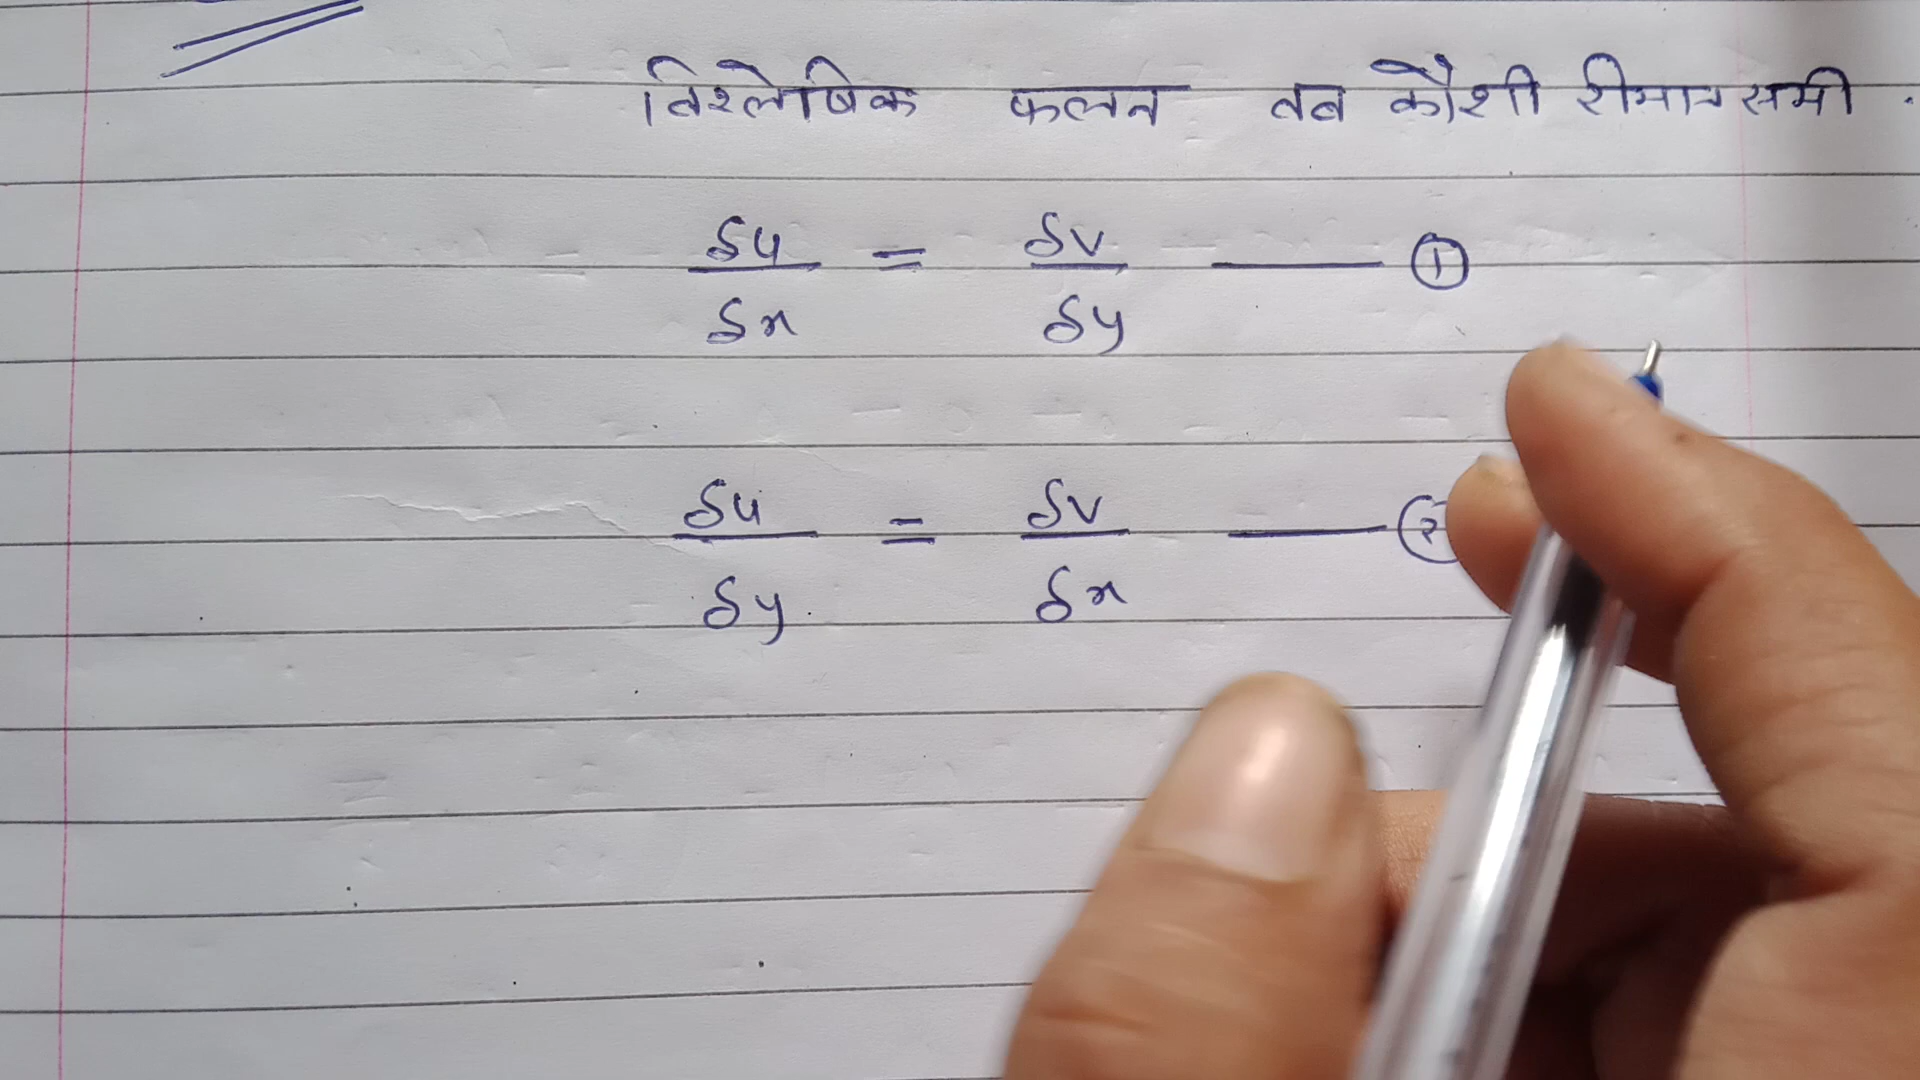 विश्लेषिक फलन तब कौशी रीमान समी .
δu/δx = δv/δy —— ①
δu/δy = δv/δx —— ②